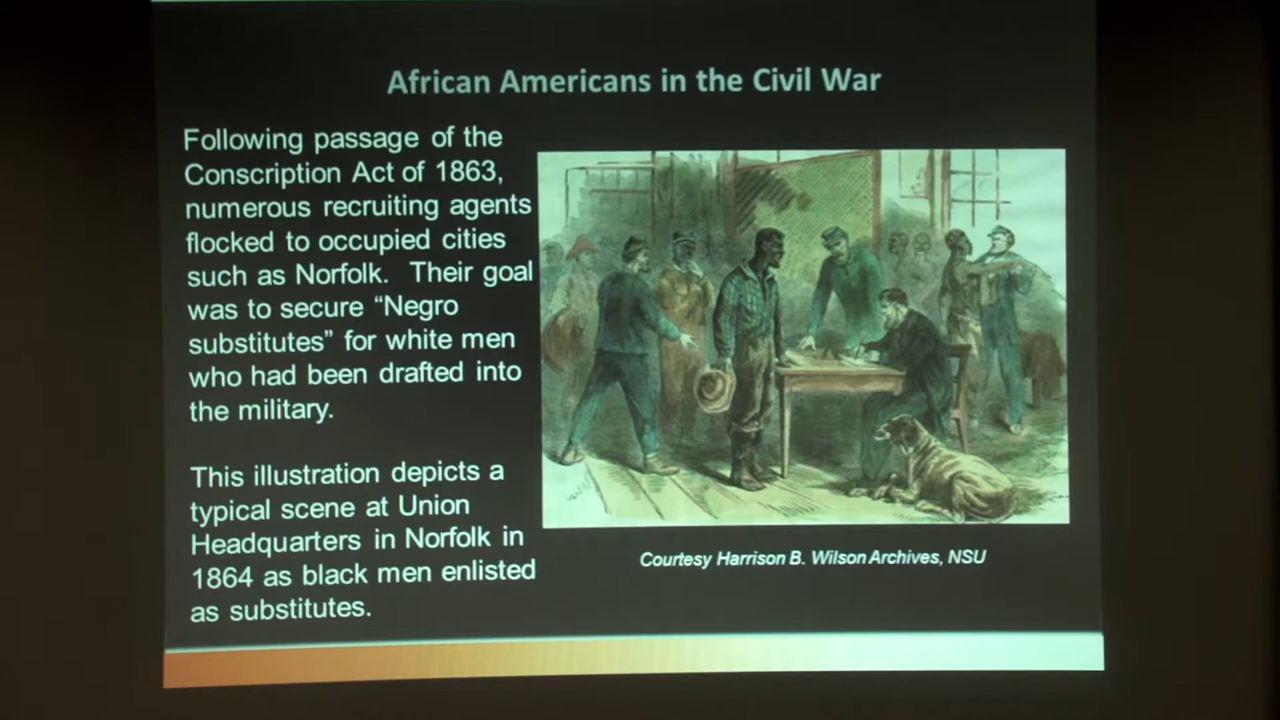 African Americans in the Civil War
Following passage of the
Conscription Act of 1863,
numerous recruiting agents
flocked to occupied cities
such as Norfolk. Their goal
was to secure “Negro
substitutes” for white men
who had been drafted into
the military.
This illustration depicts a
typical scene at Union
Headquarters in Norfolk in
1864 as black men enlisted
as substitutes.
Courtesy Harrison B. Wilson Archives, NSU